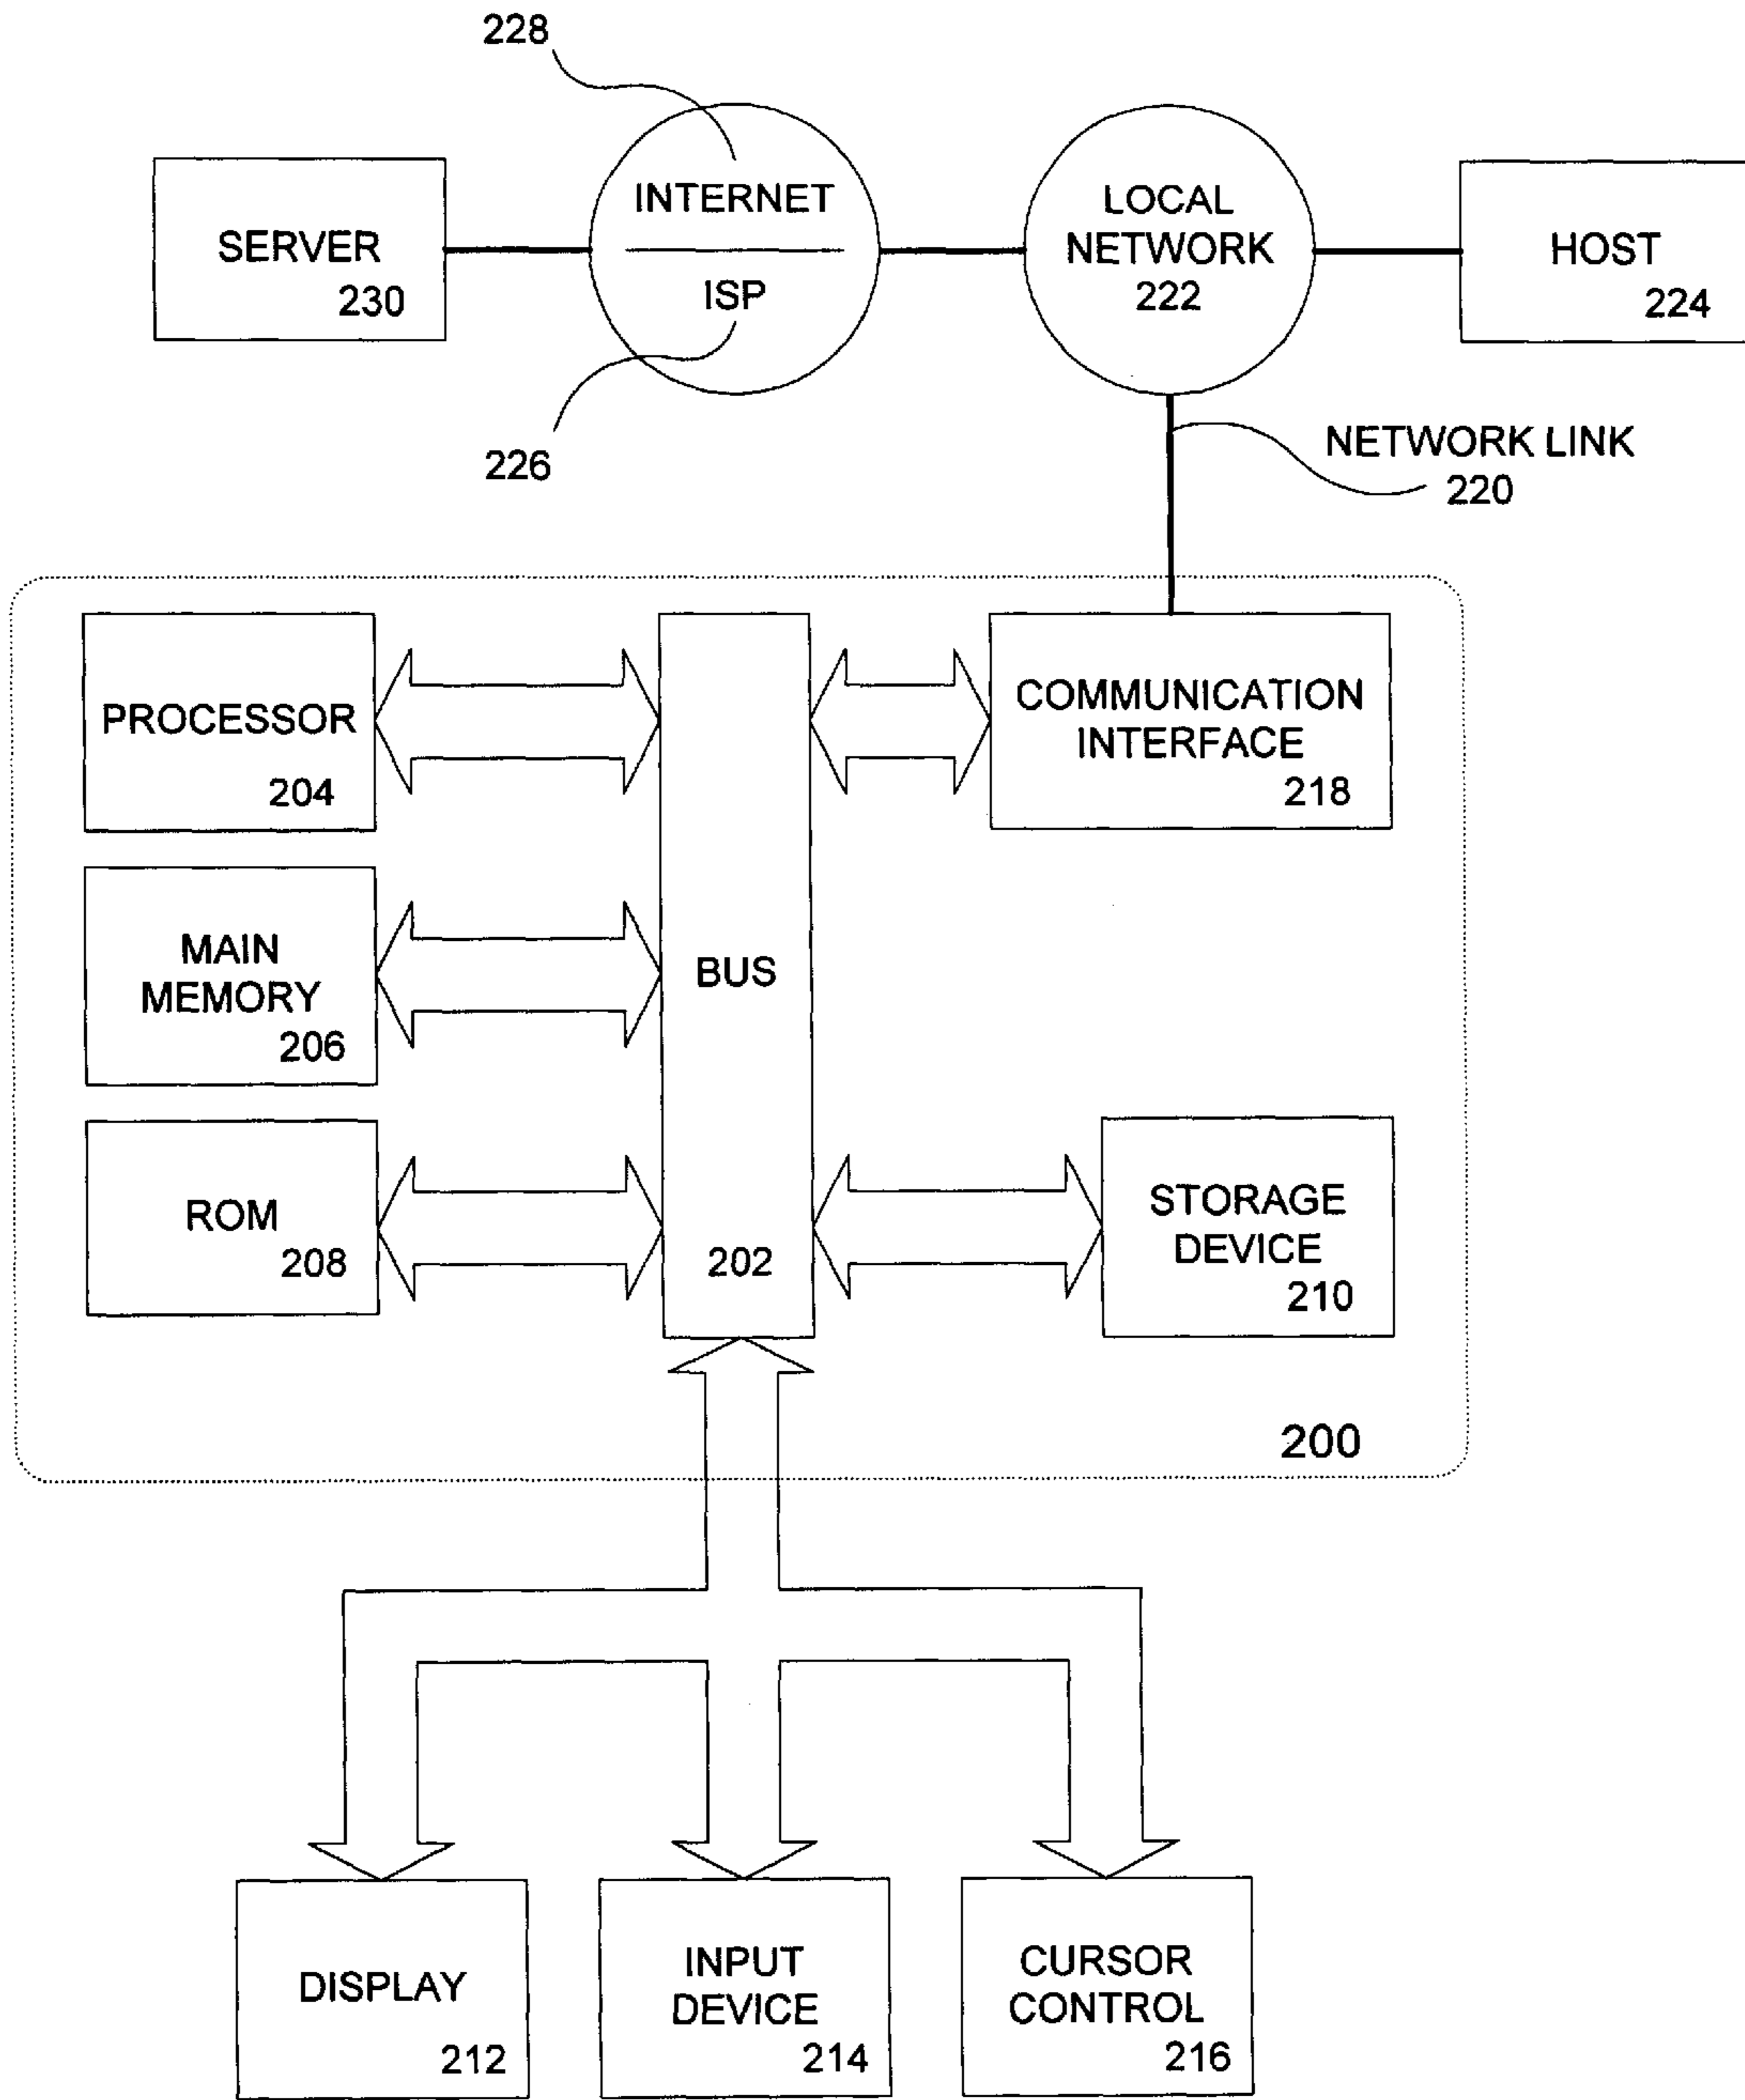 228
SERVER
230
INTERNET
ISP
226
LOCAL
NETWORK
222
HOST
224
NETWORK LINK
220
PROCESSOR
204
BUS
202
COMMUNICATION
INTERFACE
218
MAIN
MEMORY
206
ROM
208
STORAGE
DEVICE
210
200
DISPLAY
212
INPUT
DEVICE
214
CURSOR
CONTROL
216